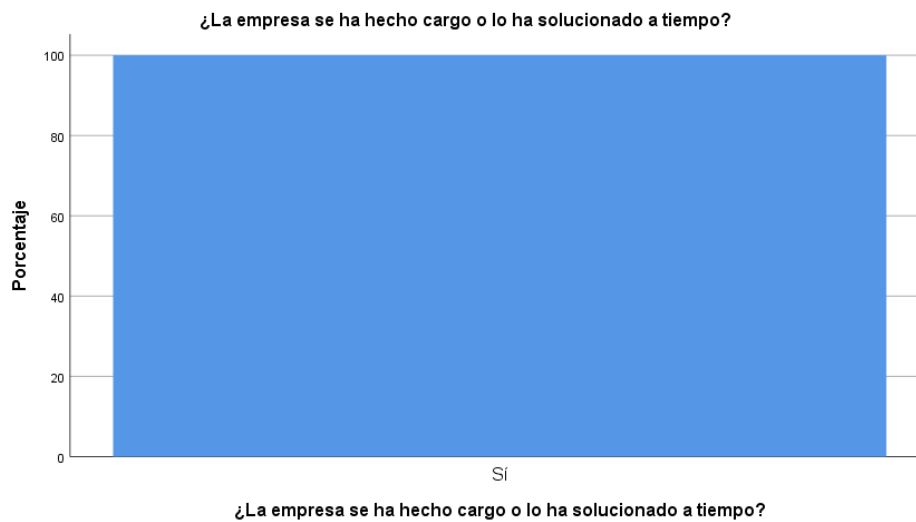 ¿La empresa se ha hecho cargo o lo ha solucionado a tiempo?
100
80
60
40
20
0
Porcentaje
Sí
¿La empresa se ha hecho cargo o lo ha solucionado a tiempo?